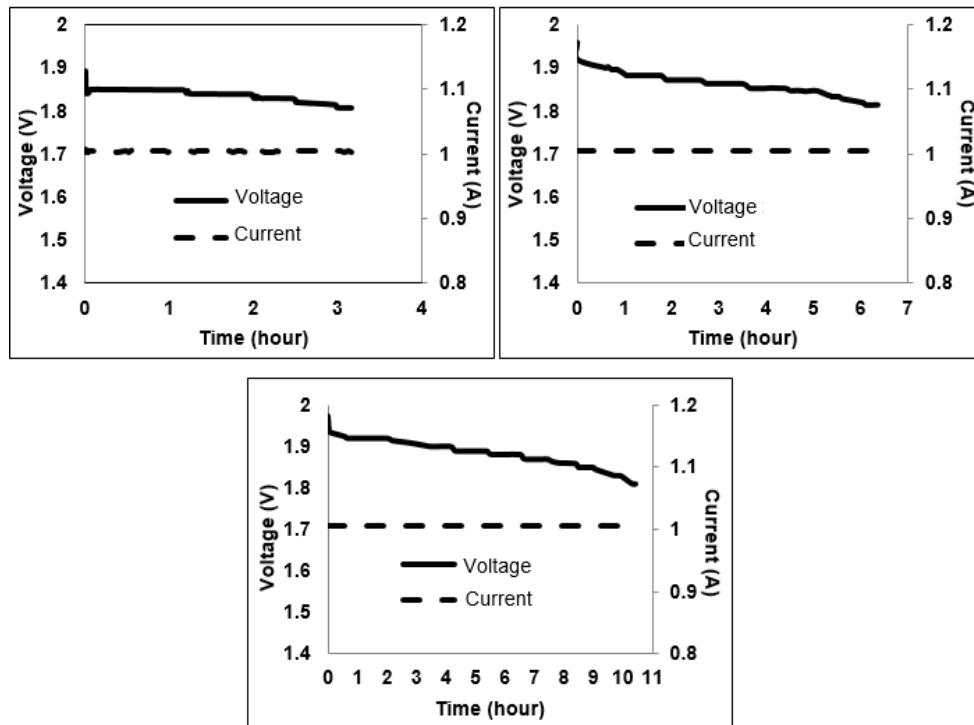 2
1.9
1.8
1.7
1.6
1.5
1.4
Voltage (V)
1.2
1.1
1
0.9
0.8
Current (A)
Voltage
Current
0 1 2 3 4
Time (hour)
2
1.9
1.8
1.7
1.6
1.5
1.4
Voltage (V)
1.2
1.1
1
0.9
0.8
Current (A)
Voltage
Current
0 1 2 3 4 5 6 7
Time (hour)
2
1.9
1.8
1.7
1.6
1.5
1.4
Voltage (V)
1.2
1.1
1
0.9
0.8
Current (A)
Voltage
Current
0 1 2 3 4 5 6 7 8 9 10 11
Time (hour)